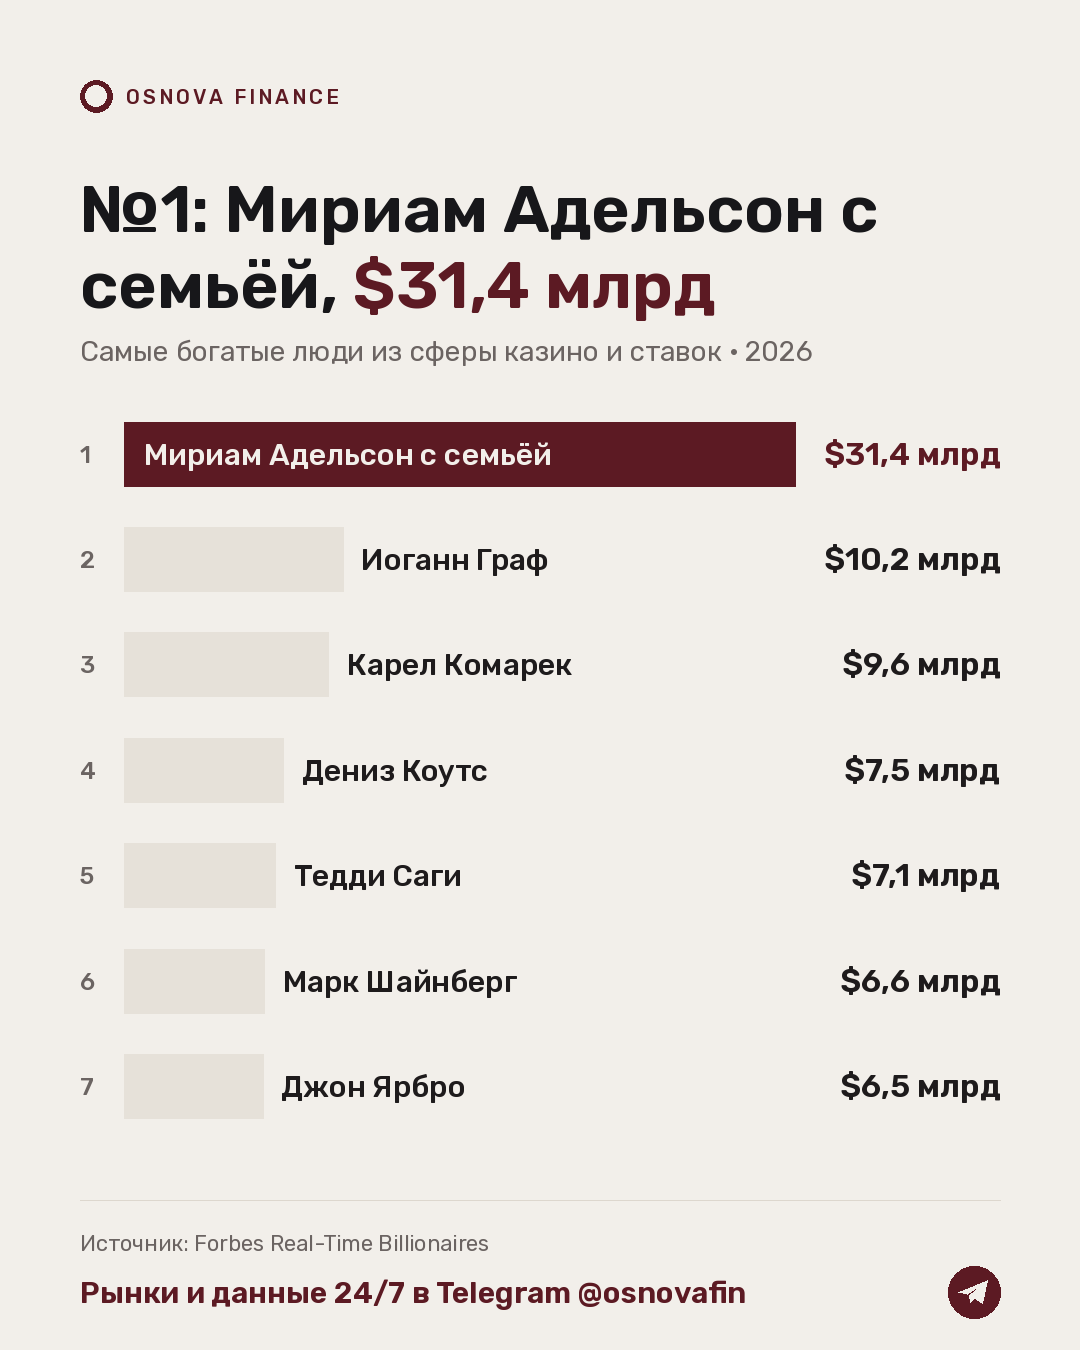 OSNOVA FINANCE
№1: Мириам Адельсон с
семьёй, $31,4 млрд
Самые богатые люди из сферы казино и ставок • 2026
1 Мириам Адельсон с семьёй $31,4 млрд
2 Иоганн Граф $10,2 млрд
3 Карел Комарек $9,6 млрд
4 Дениз Коутс $7,5 млрд
5 Тедди Саги $7,1 млрд
6 Марк Шайнберг $6,6 млрд
7 Джон Ярбро $6,5 млрд
Источник: Forbes Real-Time Billionaires
Рынки и данные 24/7 в Telegram @osnovafin